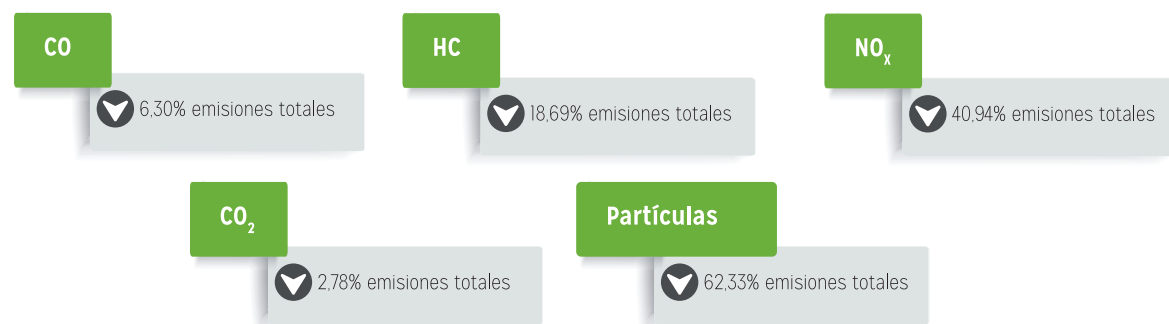 CO
6,30% emisiones totales
HC
18,69% emisiones totales
NOx
40,94% emisiones totales
CO2
2,78% emisiones totales
Partículas
62,33% emisiones totales